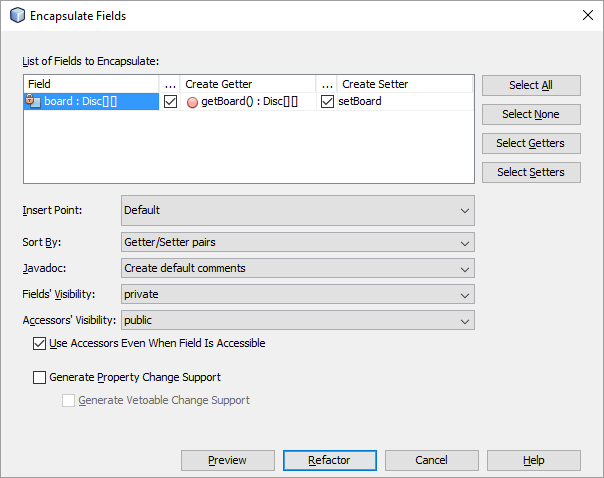 Encapsulate Fields
List of Fields to Encapsulate:
Field ... Create Getter ... Create Setter
board : Disc[][] getBoard() : Disc[][] setBoard
Select All
Select None
Select Getters
Select Setters
Insert Point: Default
Sort By: Getter/Setter pairs
Javadoc: Create default comments
Fields' Visibility: private
Accessors' Visibility: public
Use Accessors Even When Field Is Accessible
Generate Property Change Support
Generate Vetoable Change Support
Preview Refactor Cancel Help